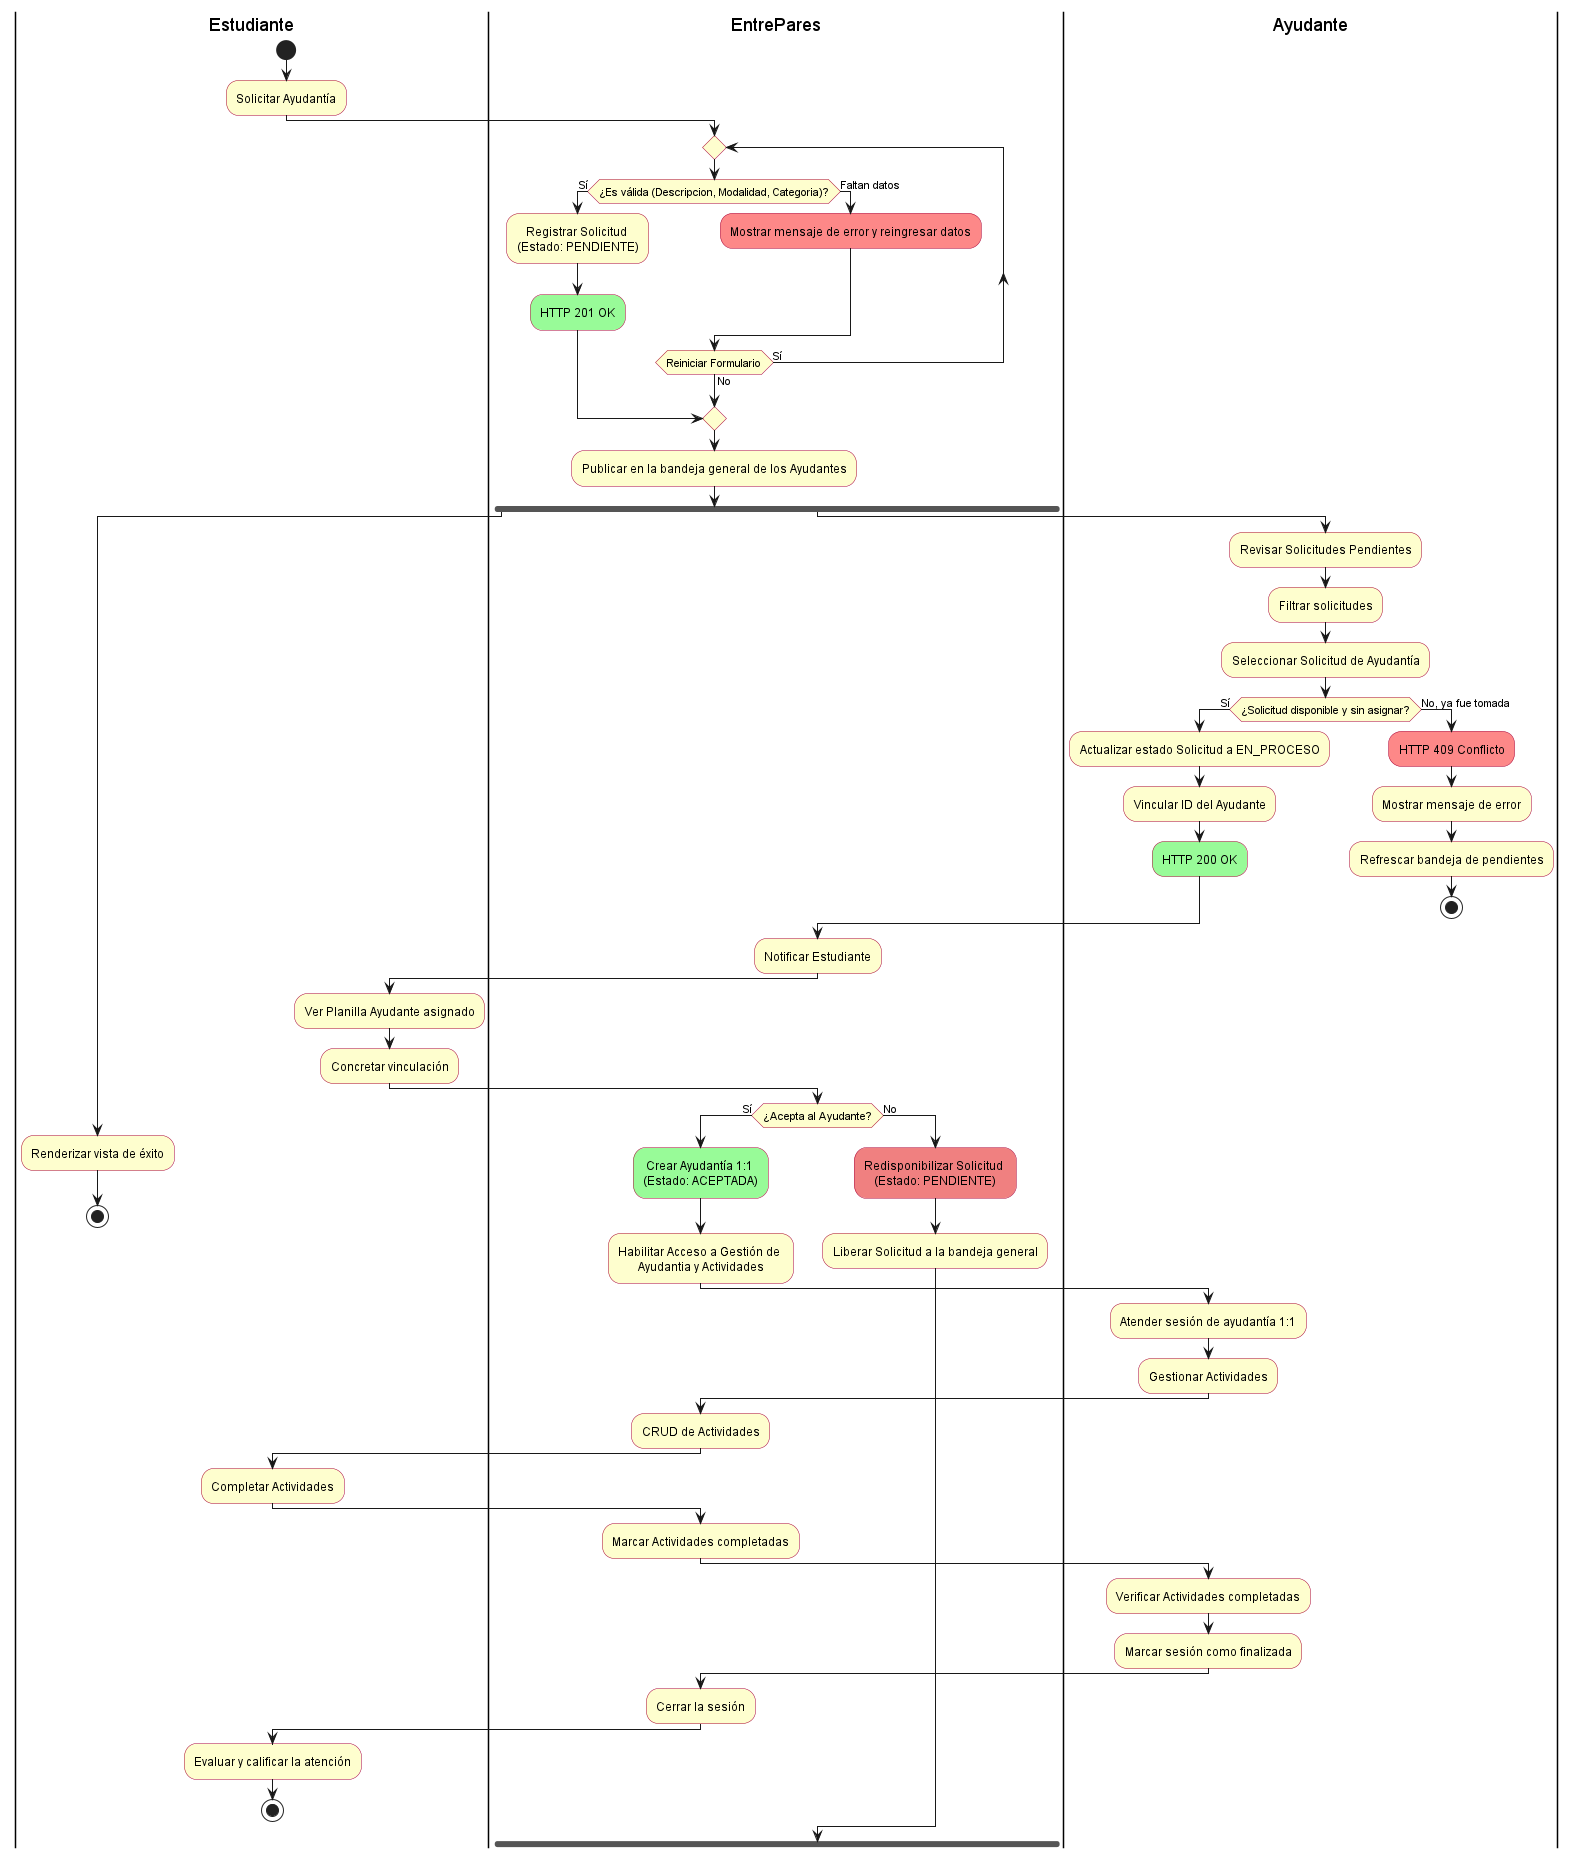 Estudiante
EntrePares
Ayudante
Solicitar Ayudantía
¿Es válida (Descripcion, Modalidad, Categoria)?
Sí
Faltan datos
Registrar Solicitud
(Estado: PENDIENTE)
Mostrar mensaje de error y reingresar datos
HTTP 201 OK
Reiniciar Formulario
Sí
No
Publicar en la bandeja general de los Ayudantes
Revisar Solicitudes Pendientes
Filtrar solicitudes
Seleccionar Solicitud de Ayudantía
¿Solicitud disponible y sin asignar?
Sí
No, ya fue tomada
Actualizar estado Solicitud a EN_PROCESO
HTTP 409 Conflicto
Vincular ID del Ayudante
Mostrar mensaje de error
HTTP 200 OK
Refrescar bandeja de pendientes
Notificar Estudiante
Ver Planilla Ayudante asignado
Concretar vinculación
¿Acepta al Ayudante?
Sí
No
Renderizar vista de éxito
Crear Ayudantía 1:1
(Estado: ACEPTADA)
Redisponibilizar Solicitud
(Estado: PENDIENTE)
Habilitar Acceso a Gestión de
Ayudantia y Actividades
Liberar Solicitud a la bandeja general
Atender sesión de ayudantía 1:1
Gestionar Actividades
CRUD de Actividades
Completar Actividades
Marcar Actividades completadas
Verificar Actividades completadas
Marcar sesión como finalizada
Cerrar la sesión
Evaluar y calificar la atención